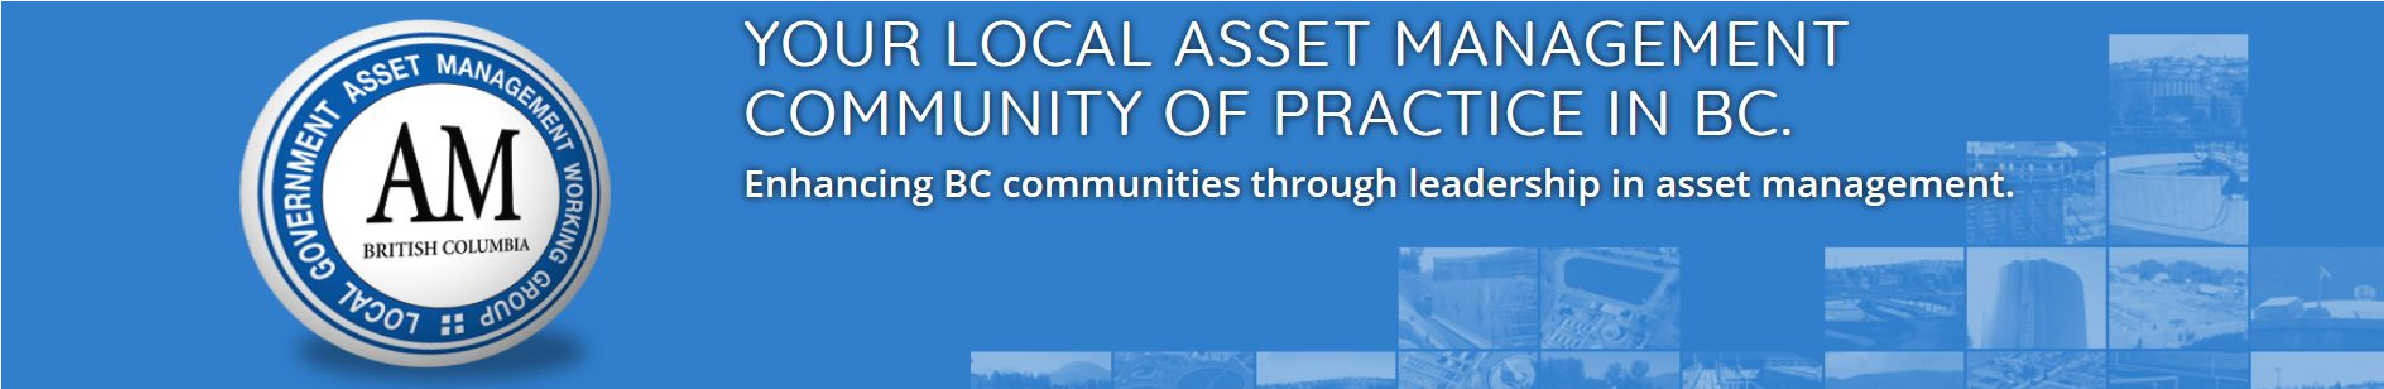 LOCAL GOVERNMENT ASSET MANAGEMENT WORKING GROUP
AM
BRITISH COLUMBIA
YOUR LOCAL ASSET MANAGEMENT
COMMUNITY OF PRACTICE IN BC.
Enhancing BC communities through leadership in asset management.